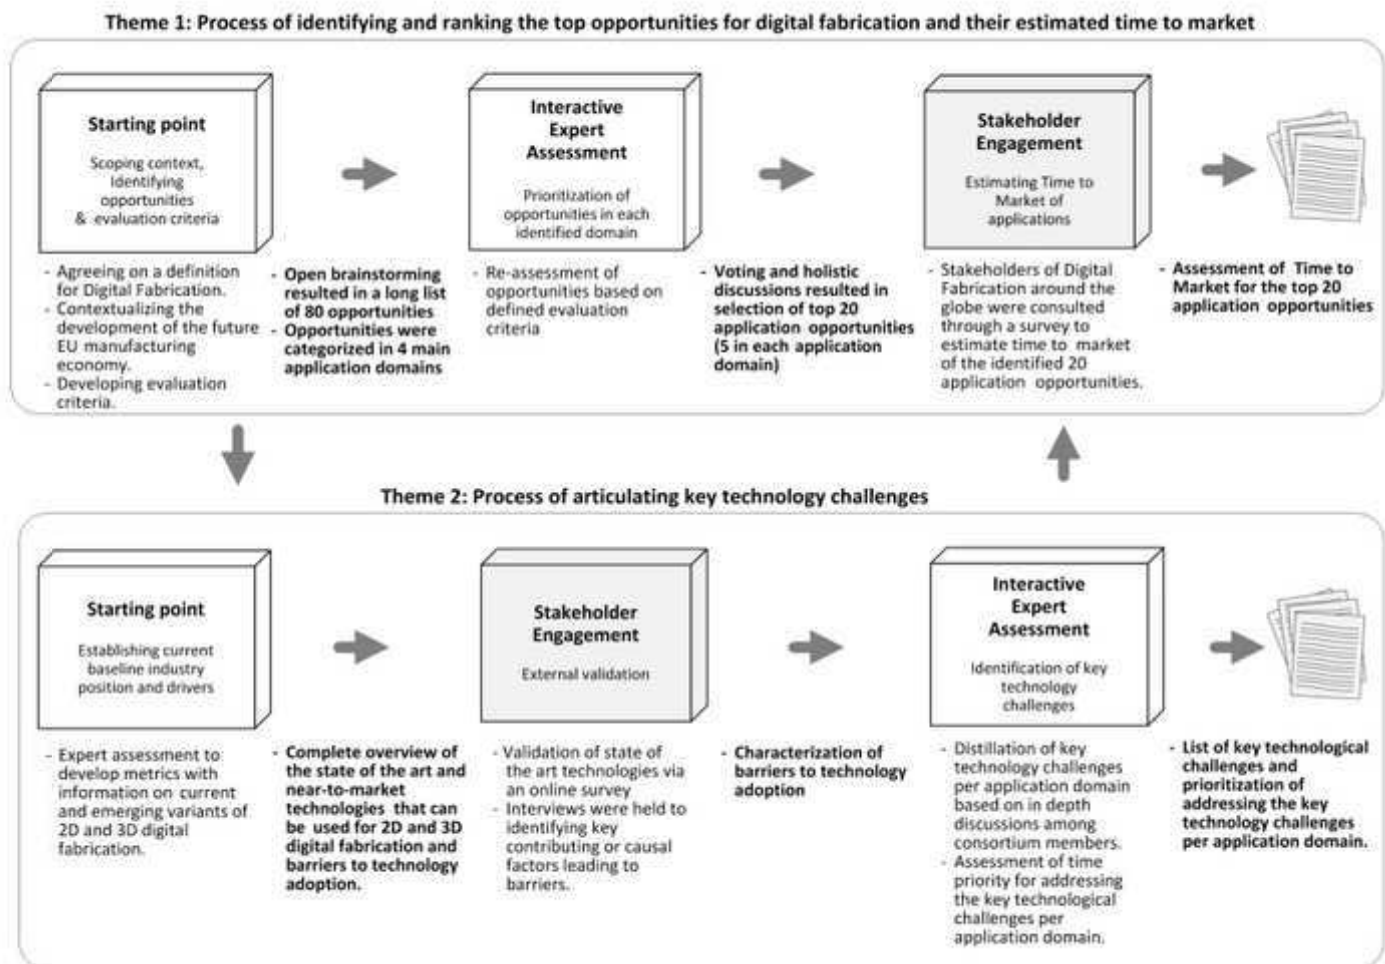 Theme 1: Process of identifying and ranking the top opportunities for digital fabrication and their estimated time to market
Starting point
Scoping context,
Identifying
opportunities
& evaluation criteria
- Agreeing on a definition
for Digital Fabrication.
- Contextualizing the
development of the future
EU manufacturing
economy.
- Developing evaluation
criteria.
- Open brainstorming
resulted in a long list
of 80 opportunities
- Opportunities were
categorized in 4 main
application domains
Interactive
Expert
Assessment
Prioritization of
opportunities in each
identified domain
- Re-assessment of
opportunities based on
defined evaluation
criteria
- Voting and holistic
discussions resulted in
selection of top 20
application opportunities
(5 in each application
domain)
Stakeholder
Engagement
Estimating Time to
Market of
applications
- Stakeholders of Digital
Fabrication around the
globe were consulted
through a survey to
estimate time to market
of the identified 20
application opportunities.
- Assessment of Time to
Market for the top 20
application opportunities
Theme 2: Process of articulating key technology challenges
Starting point
Establishing current
baseline industry
position and drivers
- Expert assessment to
develop metrics with
information on current
and emerging variants of
2D and 3D digital
fabrication.
- Complete overview of
the state of the art and
near-to-market
technologies that can
be used for 2D and 3D
digital fabrication and
barriers to technology
adoption.
Stakeholder
Engagement
External validation
- Validation of state of
the art technologies via
an online survey
- Interviews were held to
identifying key
contributing or causal
factors leading to
barriers.
- Characterization of
barriers to technology
adoption
Interactive
Expert
Assessment
Identification of key
technology
challenges
- Distillation of key
technology challenges
per application domain
based on in depth
discussions among
consortium members.
- Assessment of time
priority for addressing
the key technological
challenges per
application domain.
- List of key technological
challenges and
prioritization of
addressing the key
technology challenges
per application domain.